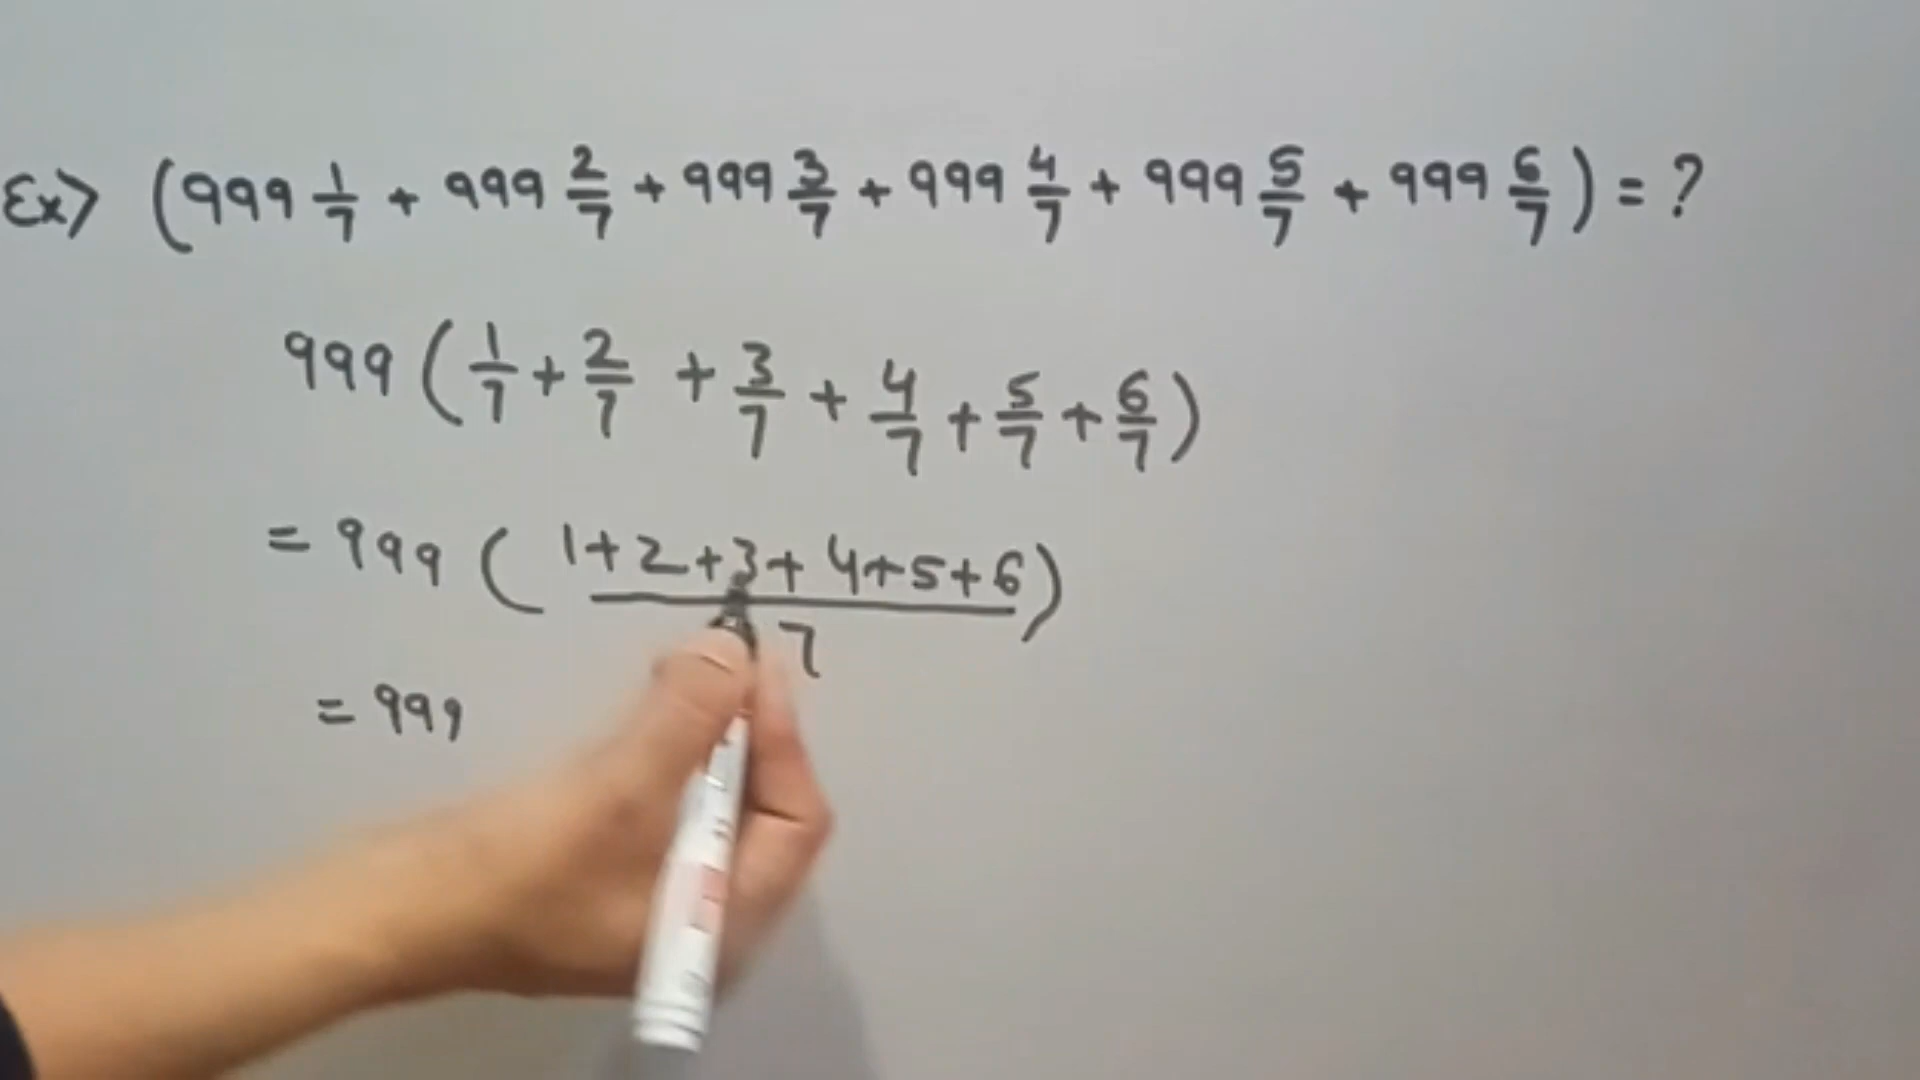 Ex> (999 1/7 + 999 2/7 + 999 3/7 + 999 4/7 + 999 5/7 + 999 6/7) = ?
999 (1/7 + 2/7 + 3/7 + 4/7 + 5/7 + 6/7)
= 999 (1+2+3+4+5+6)/7
= 999